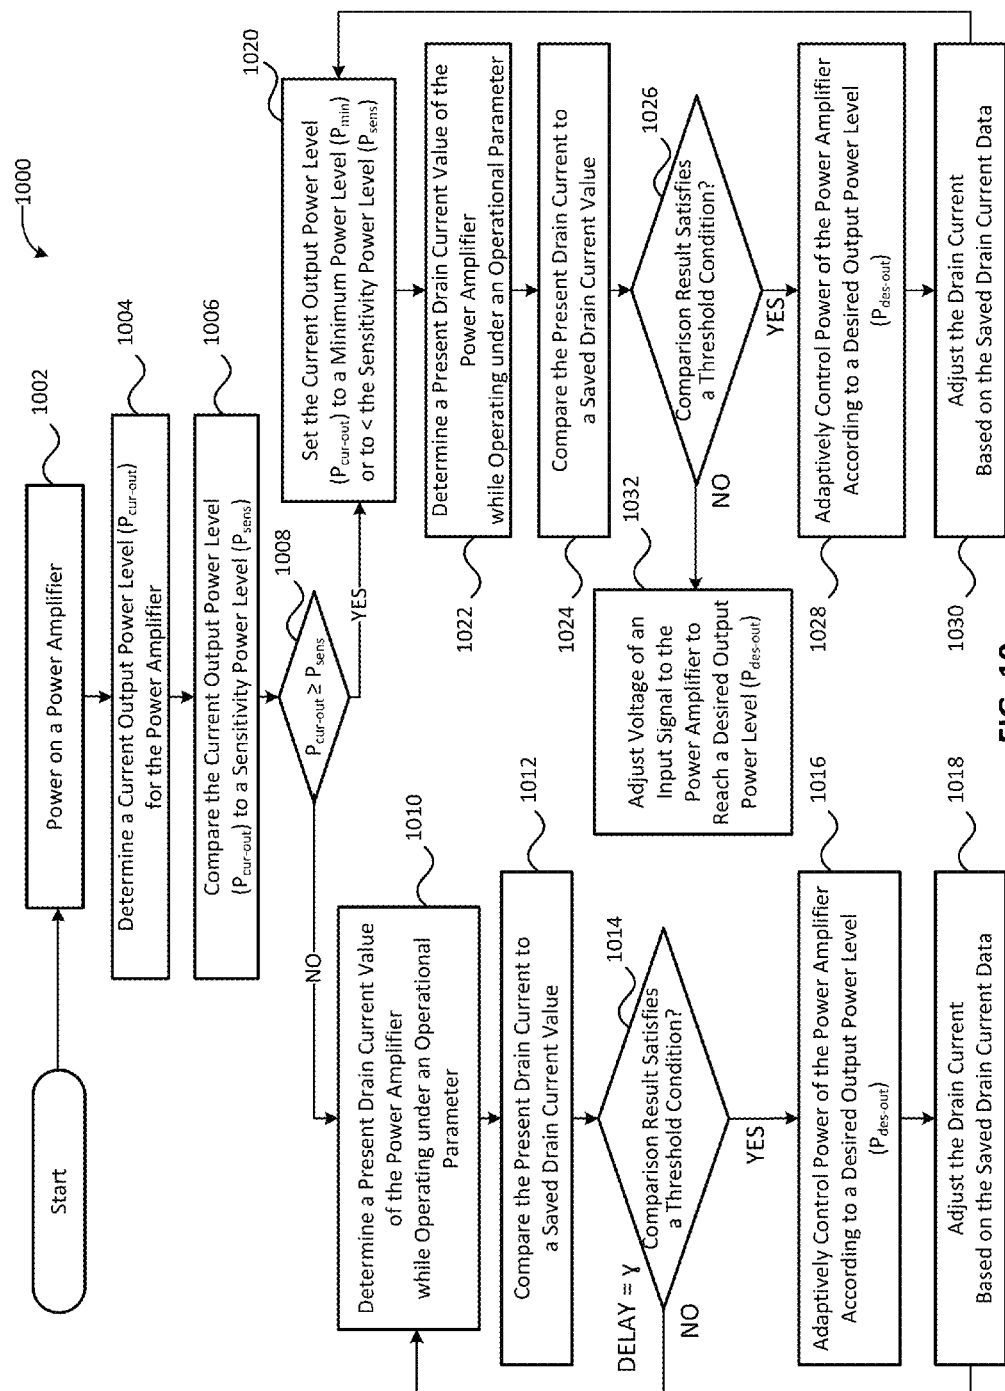 1000
Start
Power on a Power Amplifier
1002
Determine a Current Output Power Level (Pcur-out)
for the Power Amplifier
1004
Compare the Current Output Power Level
(Pcur-out) to a Sensitivity Power Level (Psens)
1006
Pcur-out ≥ Psens
1008
NO
YES
Determine a Present Drain Current Value
of the Power Amplifier
while Operating under an Operational
Parameter
1010
Compare the Present Drain Current to
a Saved Drain Current Value
1012
Comparison Result Satisfies
a Threshold Condition?
1014
DELAY = γ
NO
YES
Adaptively Control Power of the Power Amplifier
According to a Desired Output Power Level
(Pdes-out)
1016
Adjust the Drain Current
Based on the Saved Drain Current Data
1018
Set the Current Output Power Level
(Pcur-out) to a Minimum Power Level (Pmin)
or to < the Sensitivity Power Level (Psens)
1020
Determine a Present Drain Current Value of the
Power Amplifier
while Operating under an Operational Parameter
1022
Compare the Present Drain Current to
a Saved Drain Current Value
1024
Comparison Result Satisfies
a Threshold Condition?
1026
NO
YES
Adjust Voltage of an
Input Signal to the
Power Amplifier to
Reach a Desired Output
Power Level (Pdes-out)
1032
Adaptively Control Power of the Power Amplifier
According to a Desired Output Power Level
(Pdes-out)
1028
Adjust the Drain Current
Based on the Saved Drain Current Data
1030
FIG. 10